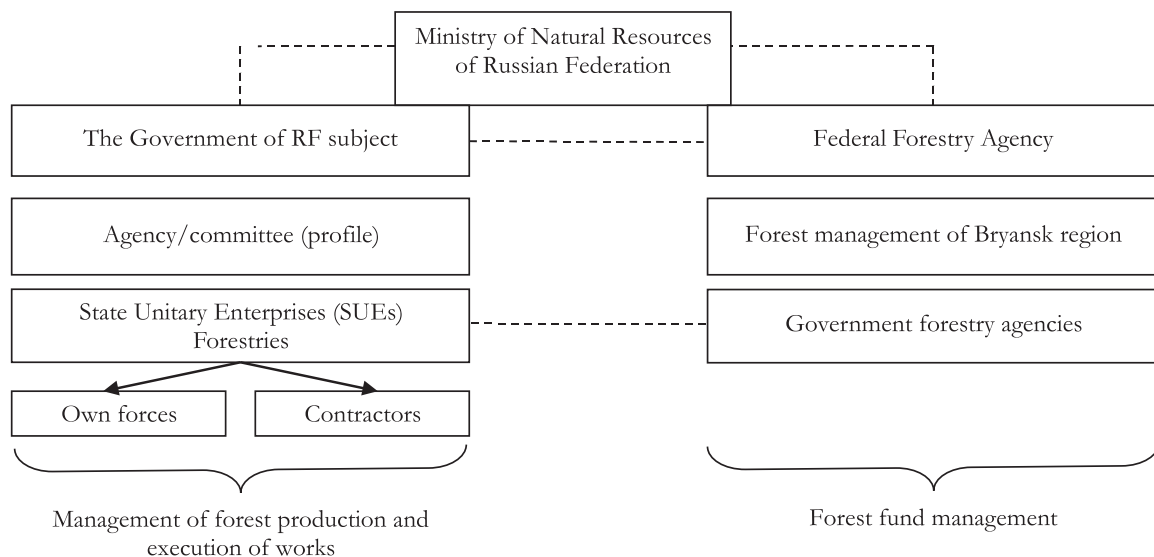 Ministry of Natural Resources
of Russian Federation
The Government of RF subject
Federal Forestry Agency
Agency/committee (profile)
Forest management of Bryansk region
State Unitary Enterprises (SUEs)
Forestries
Government forestry agencies
Own forces
Contractors
Management of forest production and
execution of works
Forest fund management